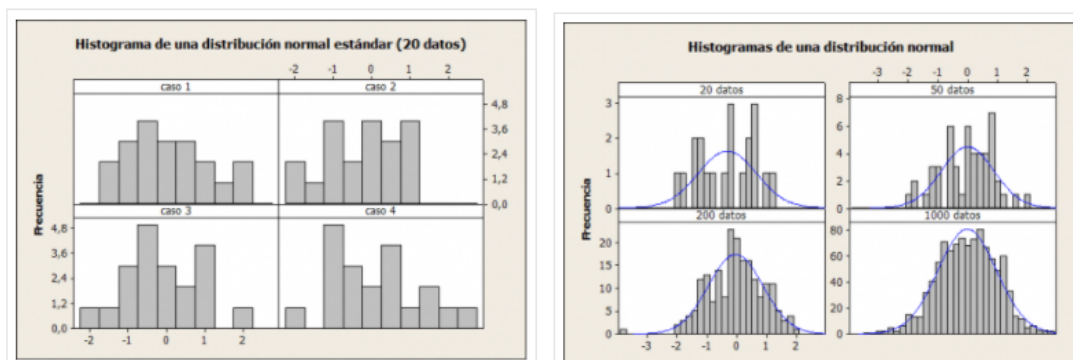 Histograma de una distribución normal estándar (20 datos)
-2 -1 0 1 2
caso 1 caso 2
4,8
3,6
2,4
1,2
0,0
caso 3 caso 4
4,8
3,6
2,4
1,2
0,0
-2 -1 0 1 2
Frecuencia
Histogramas de una distribución normal
-3 -2 -1 0 1 2
20 datos 50 datos
3
2
1
0
8
6
4
2
0
200 datos 1000 datos
20
15
10
5
0
80
60
40
20
0
-3 -2 -1 0 1 2
Frecuencia